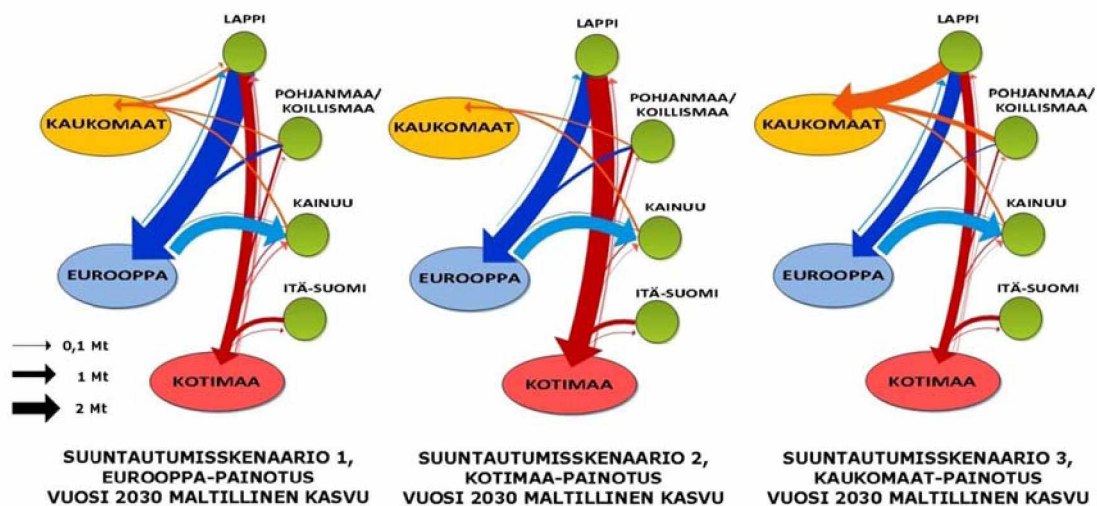 LAPPI
POHJANMAA/
KOILLISMAA
KAUKOMAAT
KAINUU
EUROOPPA
ITÄ-SUOMI
KOTIMAA
0,1 Mt
1 Mt
2 Mt
SUUNTAUTUMISSKENAARIO 1,
EUROOPPA-PAINOTUS
VUOSI 2030 MALTILLINEN KASVU
LAPPI
POHJANMAA/
KOILLISMAA
KAUKOMAAT
KAINUU
EUROOPPA
ITÄ-SUOMI
KOTIMAA
SUUNTAUTUMISSKENAARIO 2,
KOTIMAA-PAINOTUS
VUOSI 2030 MALTILLINEN KASVU
LAPPI
POHJANMAA/
KOILLISMAA
KAUKOMAAT
KAINUU
EUROOPPA
ITÄ-SUOMI
KOTIMAA
SUUNTAUTUMISSKENAARIO 3,
KAUKOMAAT-PAINOTUS
VUOSI 2030 MALTILLINEN KASVU